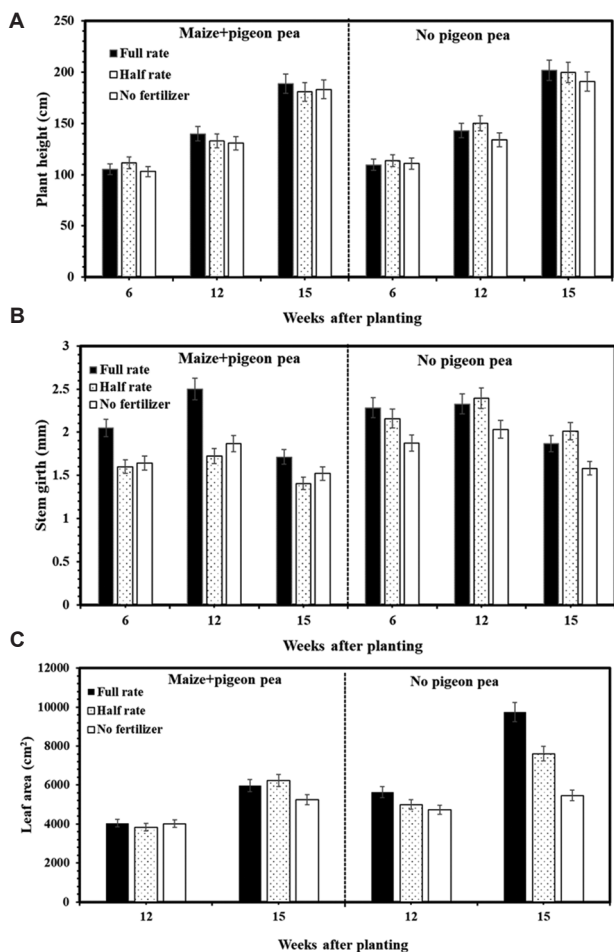 A
Maize+pigeon pea
No pigeon pea
Full rate
Half rate
No fertilizer
Plant height (cm)
250
200
150
100
50
0
6
12
15
6
12
15
Weeks after planting
B
Maize+pigeon pea
No pigeon pea
Full rate
Half rate
No fertilizer
Stem girth (mm)
3
2.5
2
1.5
1
0.5
0
6
12
15
6
12
15
Weeks after planting
C
Maize+pigeon pea
No pigeon pea
Full rate
Half rate
No fertilizer
Leaf area (cm²)
12000
10000
8000
6000
4000
2000
0
12
15
12
15
Weeks after planting